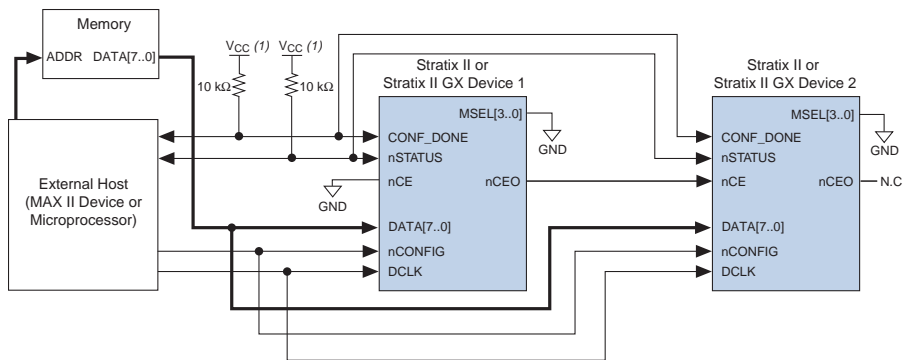 Memory
ADDR DATA[7..0]
VCC (1) VCC (1)
10 kΩ 10 kΩ
Stratix II or
Stratix II GX Device 1
Stratix II or
Stratix II GX Device 2
External Host
(MAX II Device or
Microprocessor)
GND
MSEL[3..0]
CONF_DONE
nSTATUS
nCE nCEO
DATA[7..0]
nCONFIG
DCLK
GND
MSEL[3..0]
CONF_DONE
nSTATUS
nCE nCEO
DATA[7..0]
nCONFIG
DCLK
GND
N.C